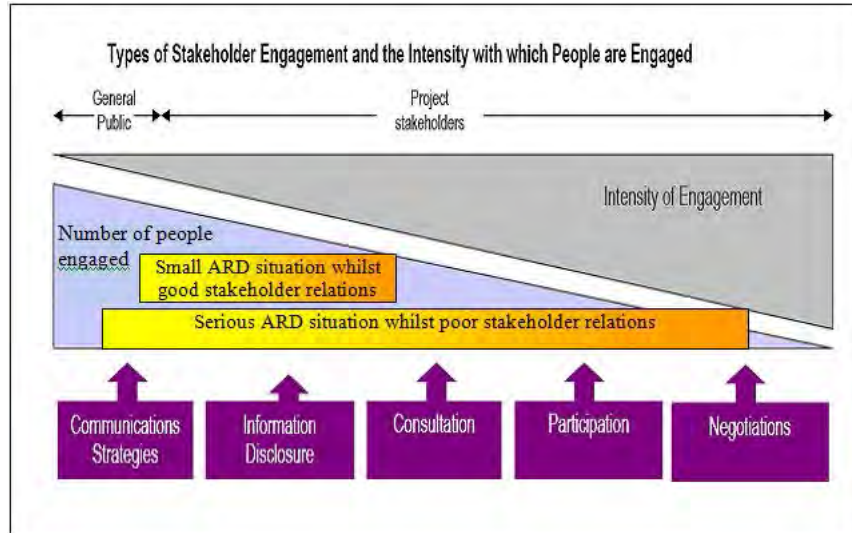 Types of Stakeholder Engagement and the Intensity with which People are Engaged
General
Public
Project
stakeholders
Intensity of Engagement
Number of people
engaged
Small ARD situation whilst
good stakeholder relations
Serious ARD situation whilst poor stakeholder relations
Communications
Strategies
Information
Disclosure
Consultation
Participation
Negotiations